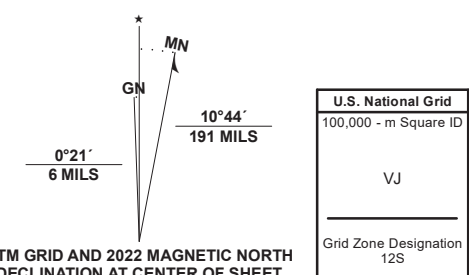 ★
MN
GN
10°44´
191 MILS
0°21´
6 MILS
TM GRID AND 2022 MAGNETIC NORTH
DECLINATION AT CENTER OF SHEET
U.S. National Grid
100,000 - m Square ID
VJ
Grid Zone Designation
12S